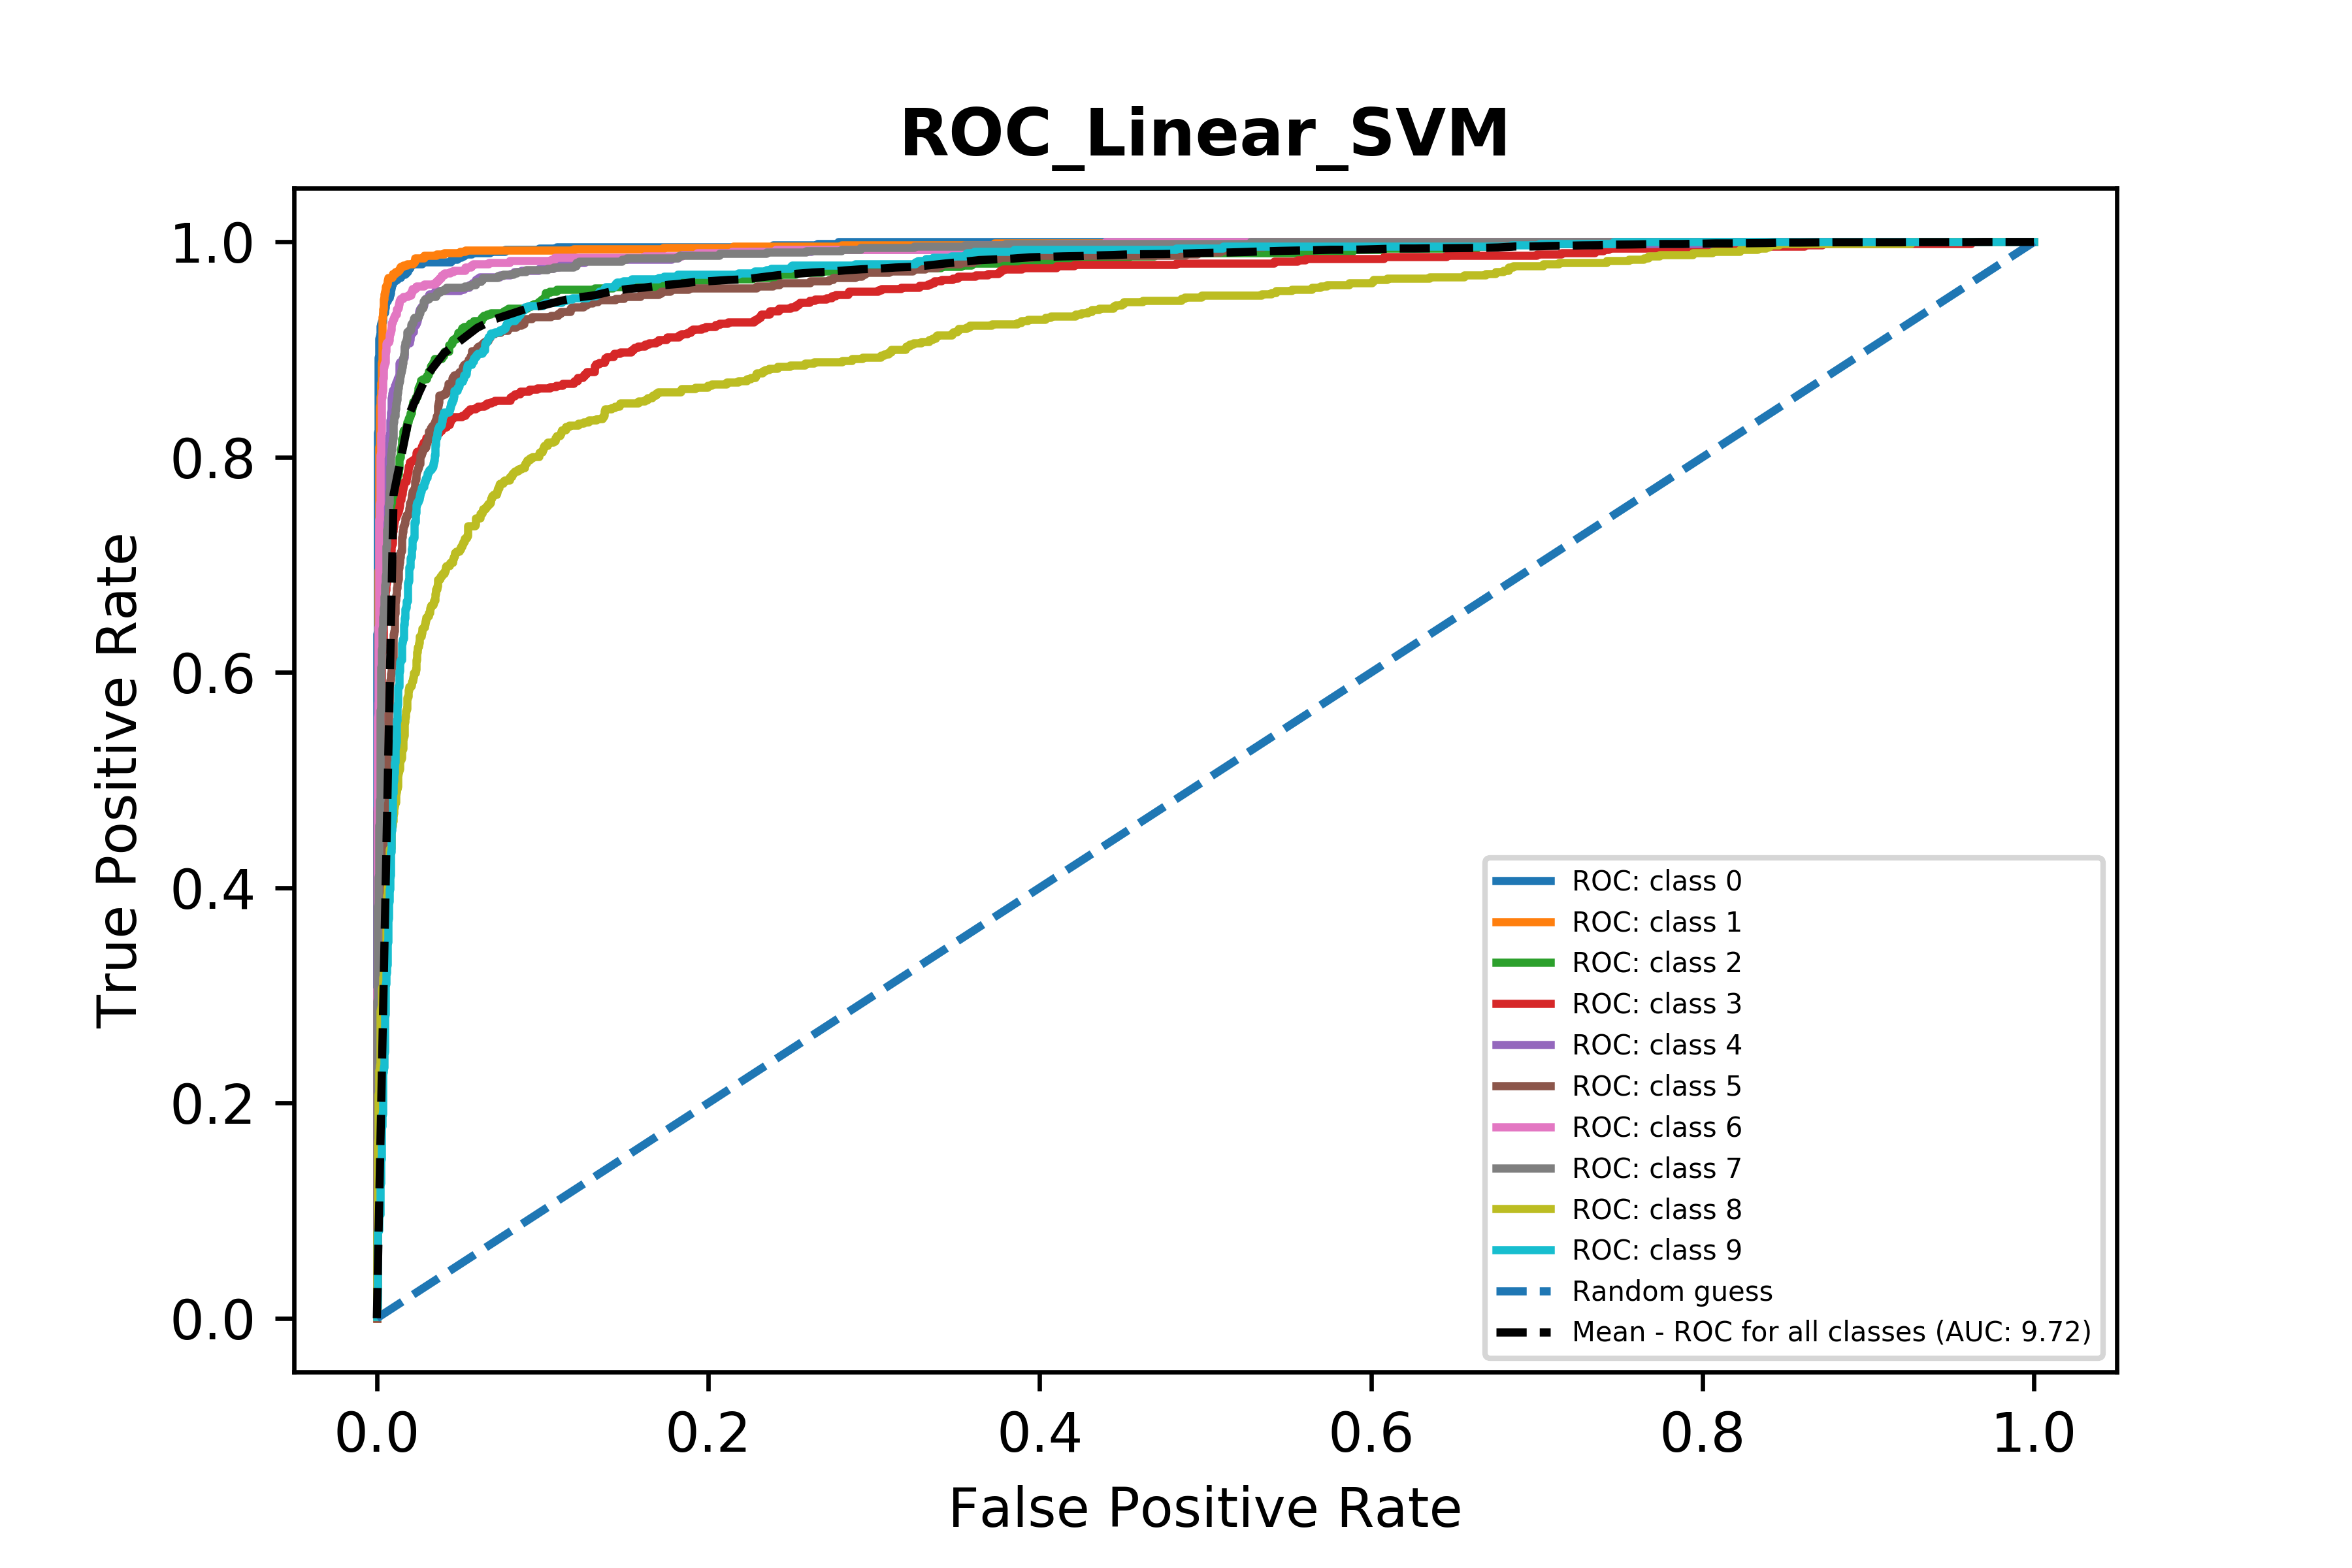 ROC_Linear_SVM
1.0
0.8
0.6
0.4
0.2
0.0
True Positive Rate
ROC: class 0
ROC: class 1
ROC: class 2
ROC: class 3
ROC: class 4
ROC: class 5
ROC: class 6
ROC: class 7
ROC: class 8
ROC: class 9
Random guess
Mean - ROC for all classes (AUC: 9.72)
0.0 0.2 0.4 0.6 0.8 1.0
False Positive Rate